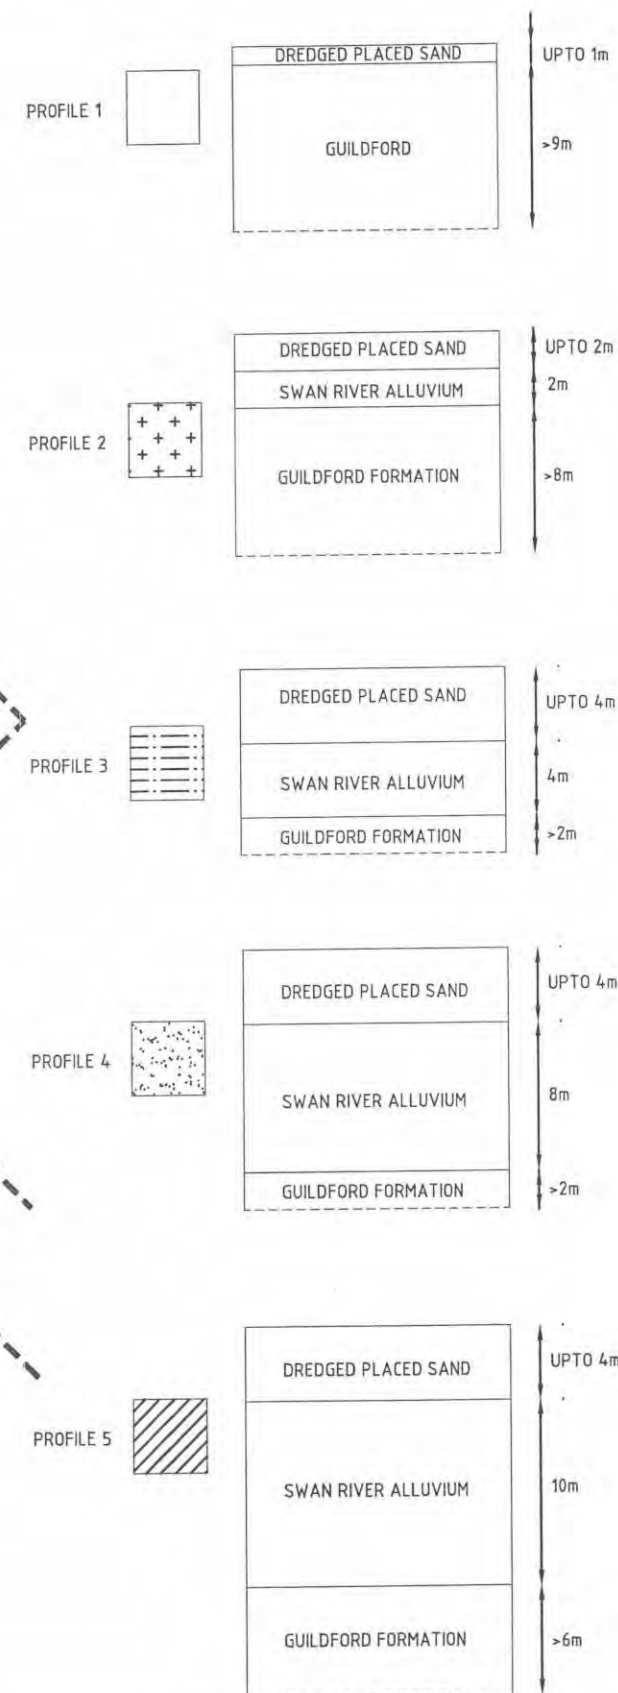 DREDGED PLACED SAND
UPTO 1m
PROFILE 1
GUILDFORD
>9m
DREDGED PLACED SAND
UPTO 2m
SWAN RIVER ALLUVIUM
2m
PROFILE 2
GUILDFORD FORMATION
>8m
DREDGED PLACED SAND
UPTO 4m
PROFILE 3
SWAN RIVER ALLUVIUM
4m
GUILDFORD FORMATION
>2m
DREDGED PLACED SAND
UPTO 4m
PROFILE 4
SWAN RIVER ALLUVIUM
8m
GUILDFORD FORMATION
>2m
DREDGED PLACED SAND
UPTO 4m
PROFILE 5
SWAN RIVER ALLUVIUM
10m
GUILDFORD FORMATION
>6m